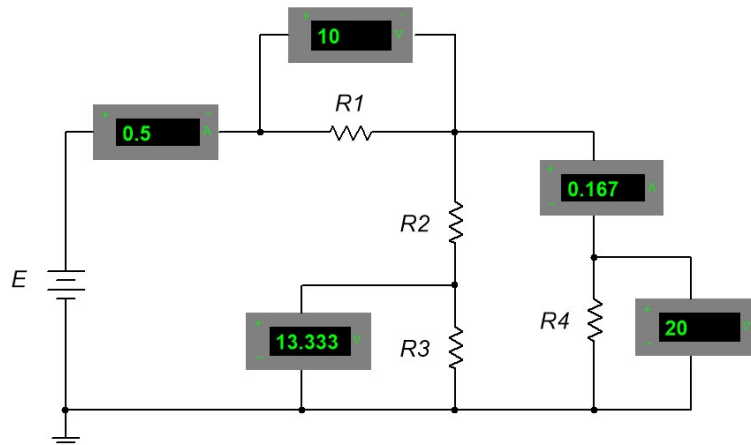 + 10 - V
R1
+ 0.5 - A
+ 0.167 - A
R2
E
+ 13.333 - V
R3
R4
+ 20 - V